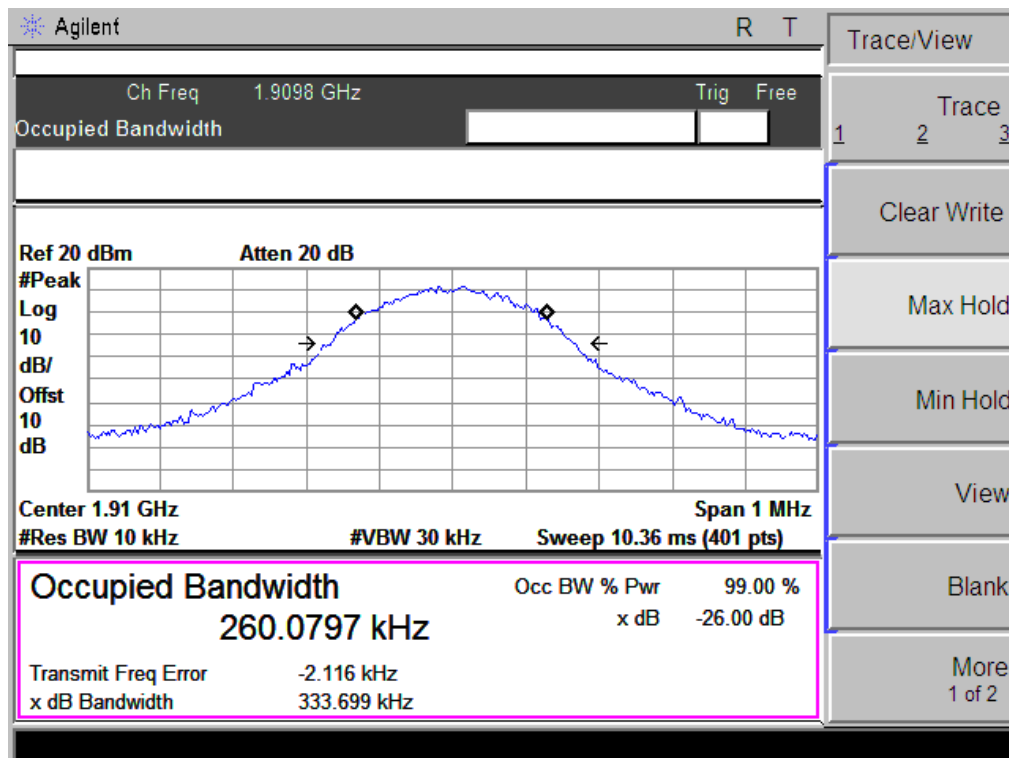 Agilent R T
Trace/View
Ch Freq 1.9098 GHz Trig Free
Occupied Bandwidth
Trace
1 2 3
Clear Write
Max Hold
Min Hold
View
Blank
More
1 of 2
Ref 20 dBm Atten 20 dB
#Peak
Log
10
dB/
Offst
10
dB
Center 1.91 GHz Span 1 MHz
#Res BW 10 kHz #VBW 30 kHz Sweep 10.36 ms (401 pts)
Occupied Bandwidth Occ BW % Pwr 99.00 %
260.0797 kHz x dB -26.00 dB
Transmit Freq Error -2.116 kHz
x dB Bandwidth 333.699 kHz